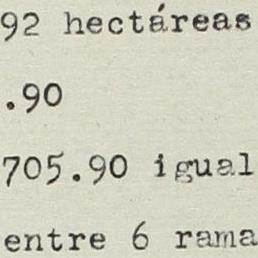 92 hectáreas
.90
705.90 igual
entre 6 rama